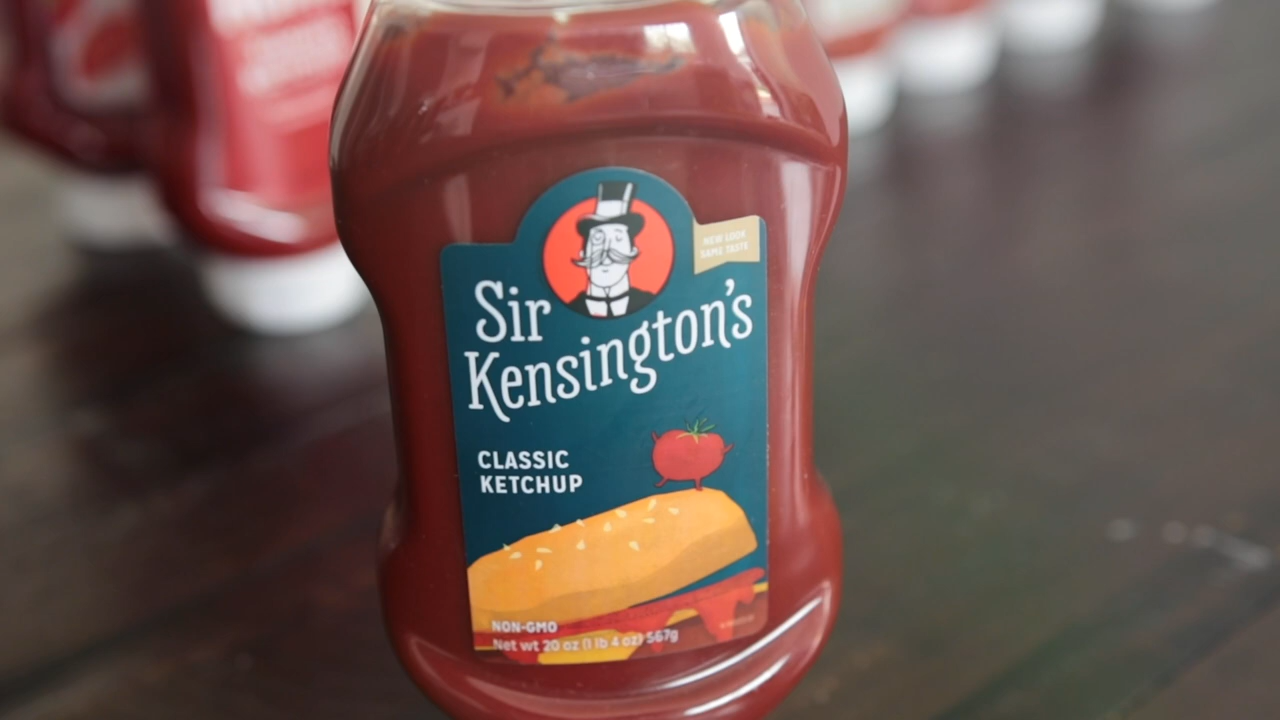 NEW LOOK
SAME TASTE
Sir
Kensington's
CLASSIC
KETCHUP
NON-GMO
Net wt 20 oz (1 lb 4 oz) 567g